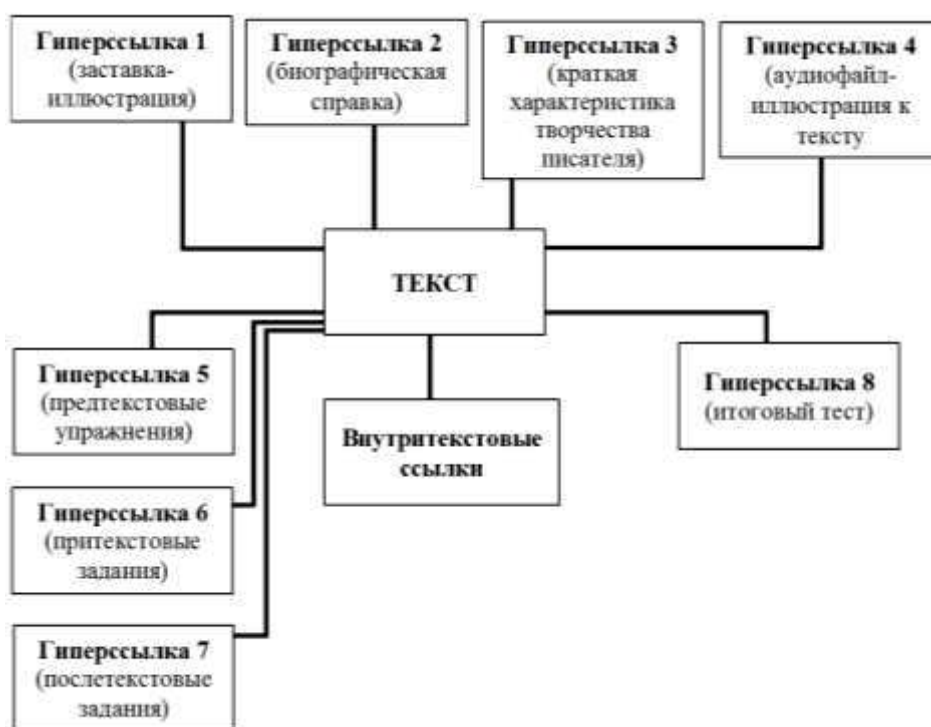 Гиперссылка 1
(заставка-
иллюстрация)
Гиперссылка 2
(биографическая
справка)
Гиперссылка 3
(краткая
характеристика
творчества
писателя)
Гиперссылка 4
(аудиофайл-
иллюстрация к
тексту
ТЕКСТ
Гиперссылка 5
(предтекстовые
упражнения)
Внутритекстовые
ссылки
Гиперссылка 8
(итоговый тест)
Гиперссылка 6
(притекстовые
задания)
Гиперссылка 7
(послетекстовые
задания)